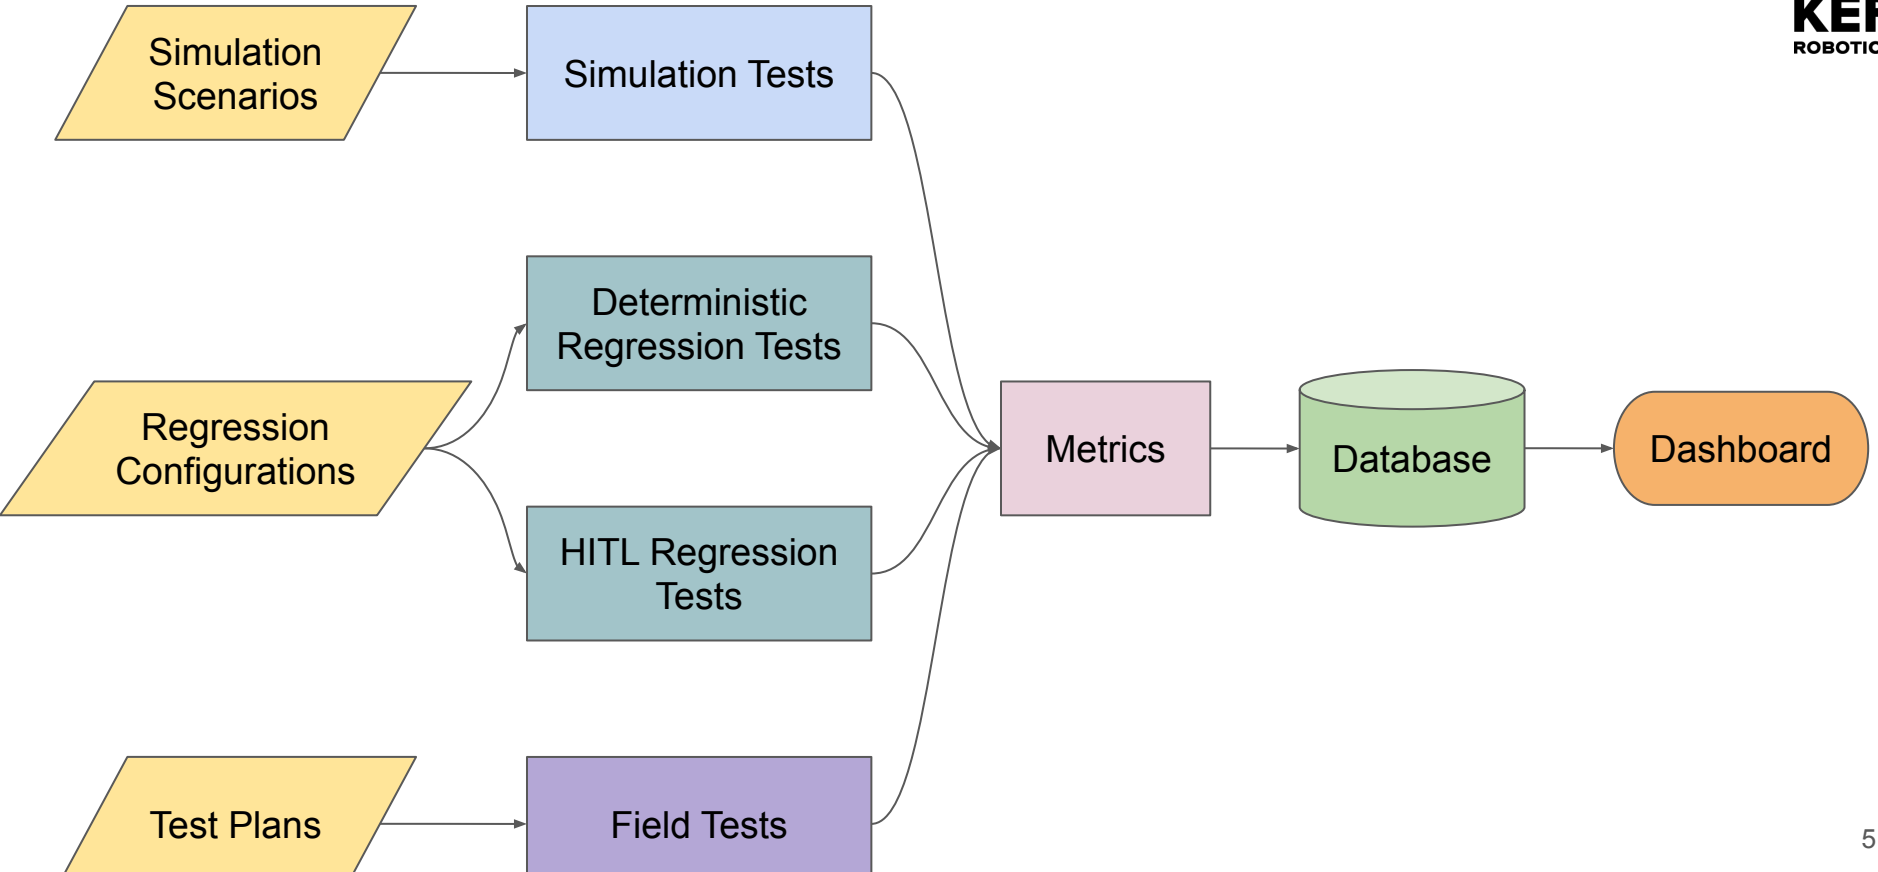 Simulation
Scenarios
Simulation Tests
Deterministic
Regression Tests
Regression
Configurations
HITL Regression
Tests
Metrics
Database
Dashboard
Test Plans
Field Tests
5